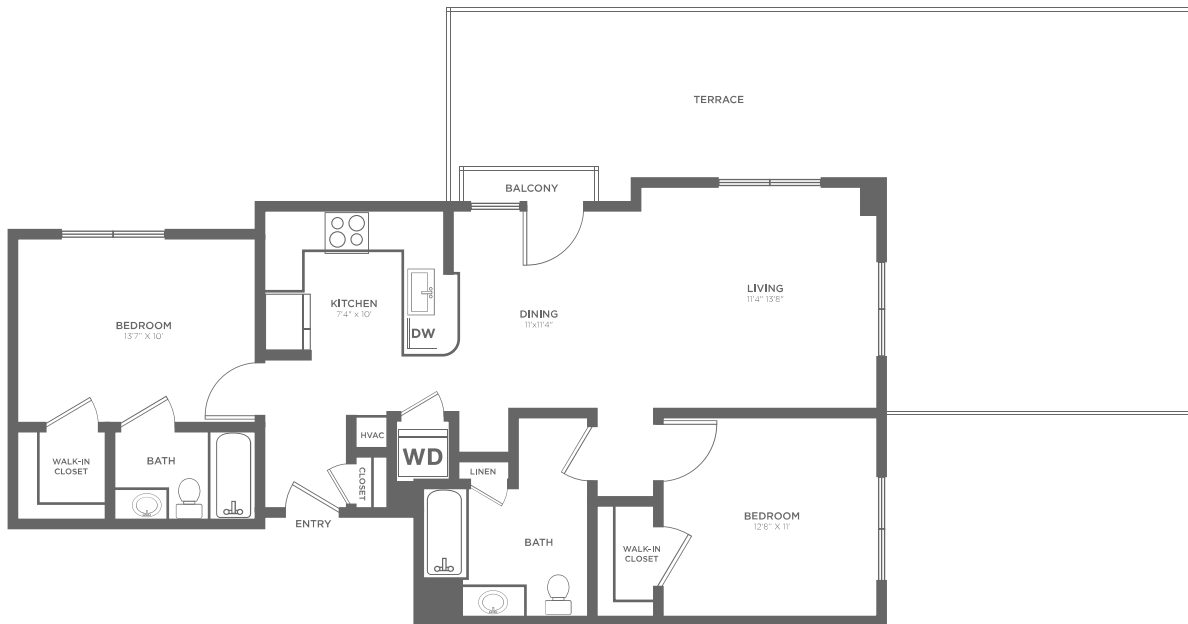 TERRACE
BALCONY
LIVING
11'4" 13'8"
KITCHEN
7'4" x 10'
DINING
11'x11'4"
BEDROOM
13'7" X 10'
DW
HVAC
WD
WALK-IN
CLOSET
BATH
CLOSET
LINEN
ENTRY
BATH
WALK-IN
CLOSET
BEDROOM
12'8" X 11'